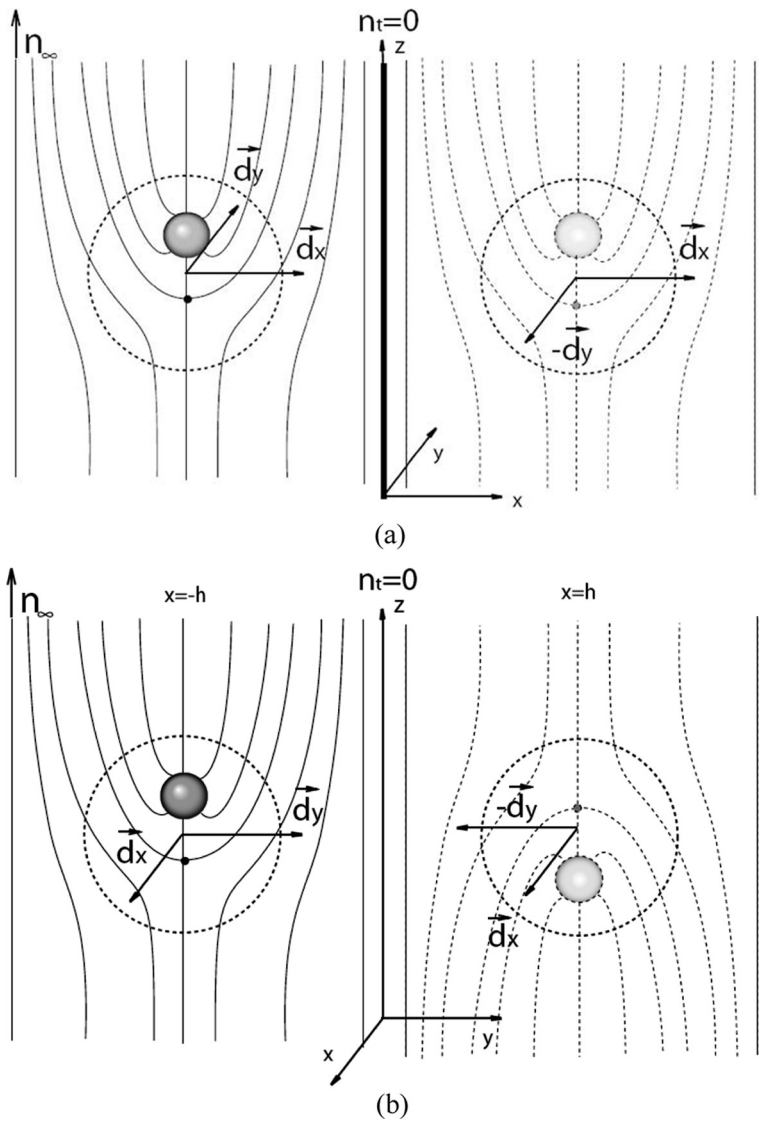 n∞
nt=0
z
dy
dx
dx
-dy
y
x
(a)
n∞
x=-h
nt=0
z
x=h
dx
dy
-dy
dx
x
y
(b)